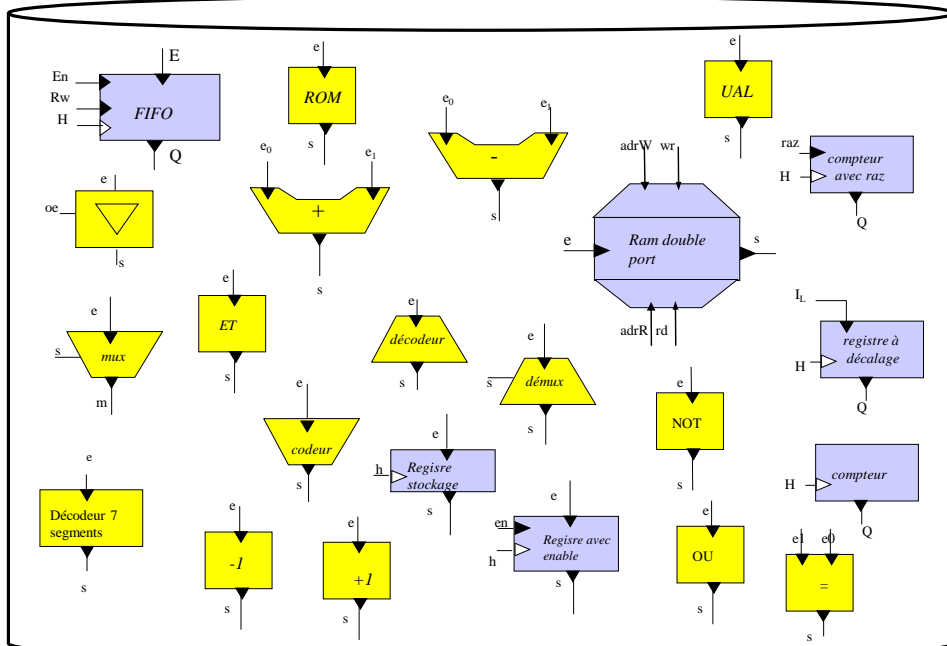 E
En
Rw
H
FIFO
Q
e
ROM
s
e0
e1
-
s
e
UAL
s
raz
H
compteur
avec raz
Q
e
oe
s
e0
e1
+
s
adrW wr
e
Ram double
port
s
adrR rd
e
s
mux
m
e
ET
s
e
décodeur
s
e
s
démux
s
IL
H
registre à
décalage
Q
e
codeur
s
e
h
Regisre
stockage
s
e
NOT
s
H
compteur
Q
e
Décodeur 7
segments
s
e
-1
s
e
+1
s
e
en
h
Regisre avec
enable
s
e
OU
s
e1 e0
=
s